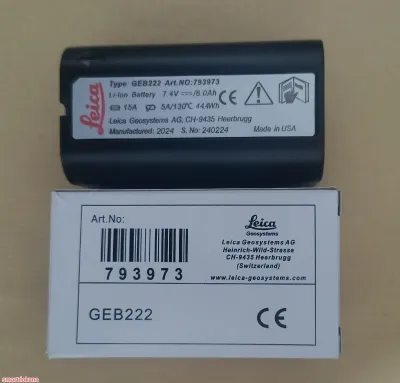 Leica
Type GEB222 Art.NO:793973
Li-Ion Battery 7.4V⎓/6.0Ah
15A 5A/130℃ 44.4Wh
Leica Geosystems AG, CH-9435 Heerbrugg
Manufactured: 2024 S. No: 240224 Made in USA
Art.No:
793973
GEB222
Leica
Geosystems
Leica Geosystems AG
Heinrich-Wild-Strasse
CH-9435 Heerbrugg
(Switzerland)
www.leica-geosystems.com
CE